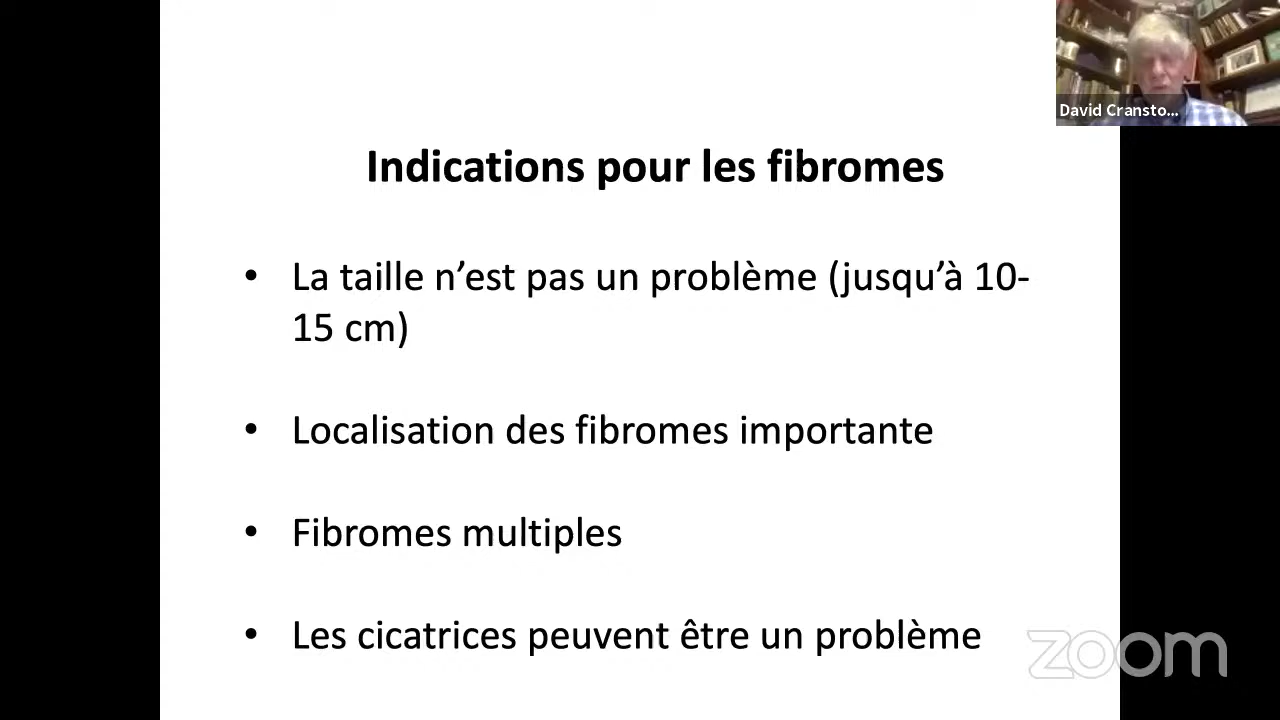 David Cransto...
Indications pour les fibromes
• La taille n’est pas un problème (jusqu’à 10-
15 cm)
• Localisation des fibromes importante
• Fibromes multiples
• Les cicatrices peuvent être un problème
zoom